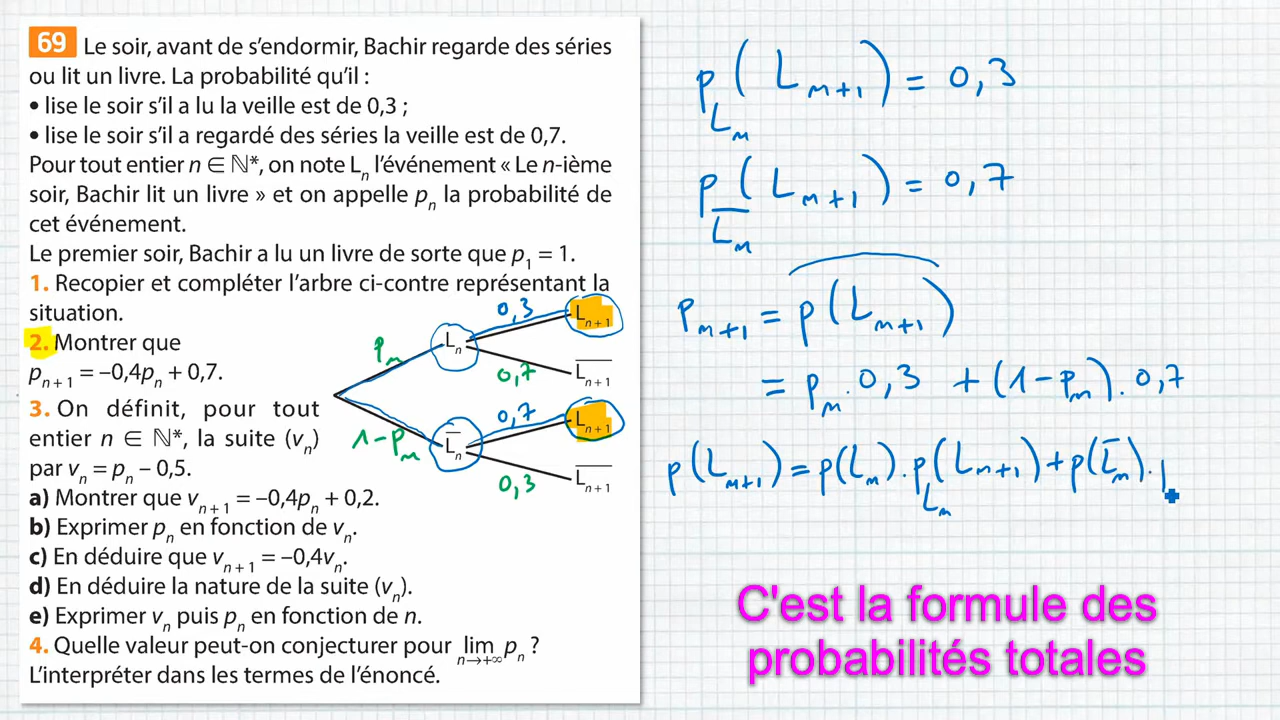 69 Le soir, avant de s'endormir, Bachir regarde des séries
ou lit un livre. La probabilité qu'il :
• lise le soir s'il a lu la veille est de 0,3 ;
• lise le soir s'il a regardé des séries la veille est de 0,7.
Pour tout entier n ∈ ℕ*, on note Lₙ l'événement « Le n-ième
soir, Bachir lit un livre » et on appelle pₙ la probabilité de
cet événement.
Le premier soir, Bachir a lu un livre de sorte que p₁ = 1.
1. Recopier et compléter l'arbre ci-contre représentant la
situation.
2. Montrer que
pₙ₊₁ = –0,4pₙ + 0,7.
3. On définit, pour tout
entier n ∈ ℕ*, la suite (vₙ)
par vₙ = pₙ – 0,5.
a) Montrer que vₙ₊₁ = –0,4pₙ + 0,2.
b) Exprimer pₙ en fonction de vₙ.
c) En déduire que vₙ₊₁ = –0,4vₙ.
d) En déduire la nature de la suite (vₙ).
e) Exprimer vₙ puis pₙ en fonction de n.
4. Quelle valeur peut-on conjecturer pour lim pₙ ?
n→+∞
L'interpréter dans les termes de l'énoncé.
pₙ
Lₙ
0,3
Lₙ₊₁
0,7
L̅ₙ₊₁
1-pₙ
L̅ₙ
0,7
Lₙ₊₁
0,3
L̅ₙ₊₁
p_Lₙ(Lₙ₊₁) = 0,3
p_L̅ₙ(Lₙ₊₁) = 0,7
pₙ₊₁ = p(Lₙ₊₁)
= pₙ . 0,3 + (1-pₙ) . 0,7
p(Lₙ₊₁) = p(Lₙ) . p_Lₙ(Lₙ₊₁) + p(L̅ₙ) .
C'est la formule des
probabilités totales